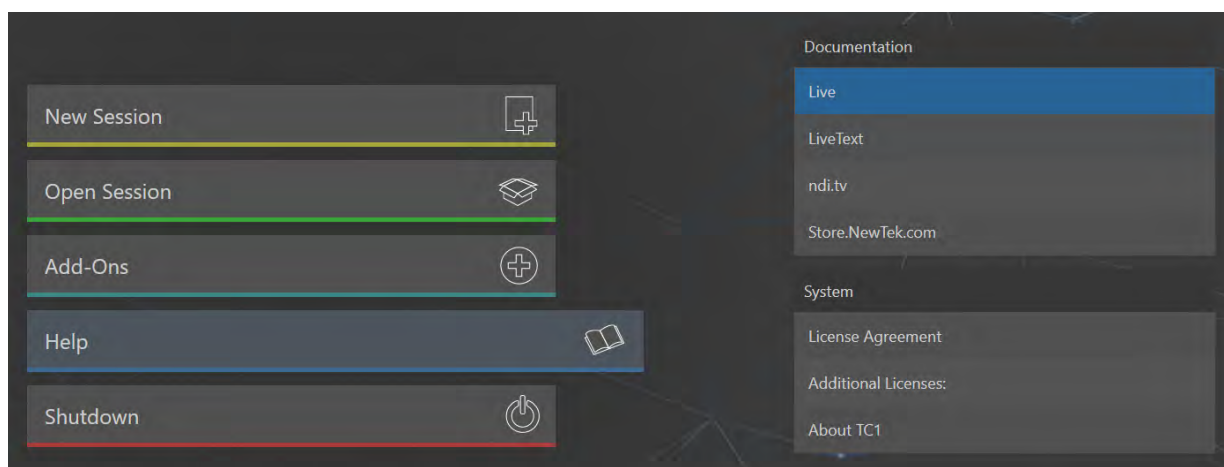 New Session
Open Session
Add-Ons
Help
Shutdown
Documentation
Live
LiveText
ndi.tv
Store.NewTek.com
System
License Agreement
Additional Licenses:
About TC1